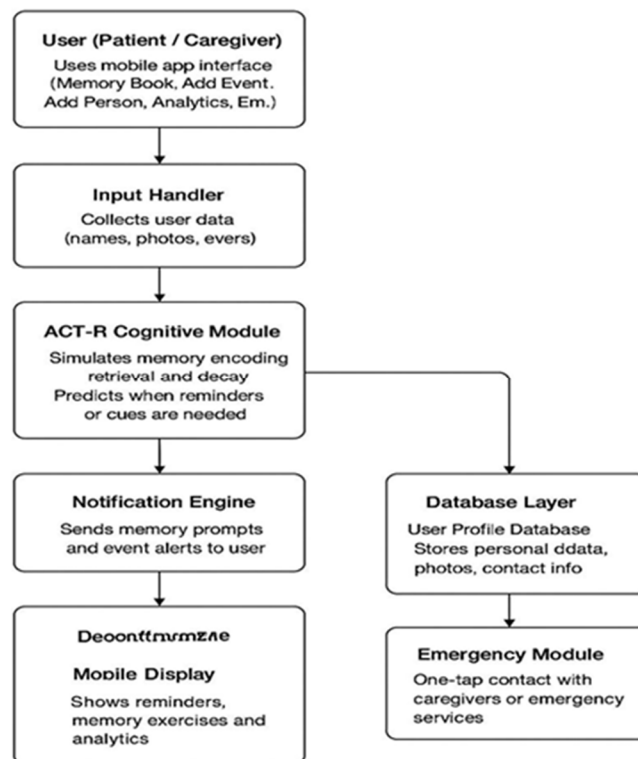 User (Patient / Caregiver)
Uses mobile app interface
(Memory Book, Add Event.
Add Person, Analytics, Em.)
Input Handler
Collects user data
(names, photos, evers)
ACT-R Cognitive Module
Simulates memory encoding
retrieval and decay
Predicts when reminders
or cues are needed
Notification Engine
Sends memory prompts
and event alerts to user
Mobile Display
Shows reminders,
memory exercises and
analytics
Database Layer
User Profile Database
Stores personal ddata,
photos, contact info
Emergency Module
One-tap contact with
caregivers or emergency
services